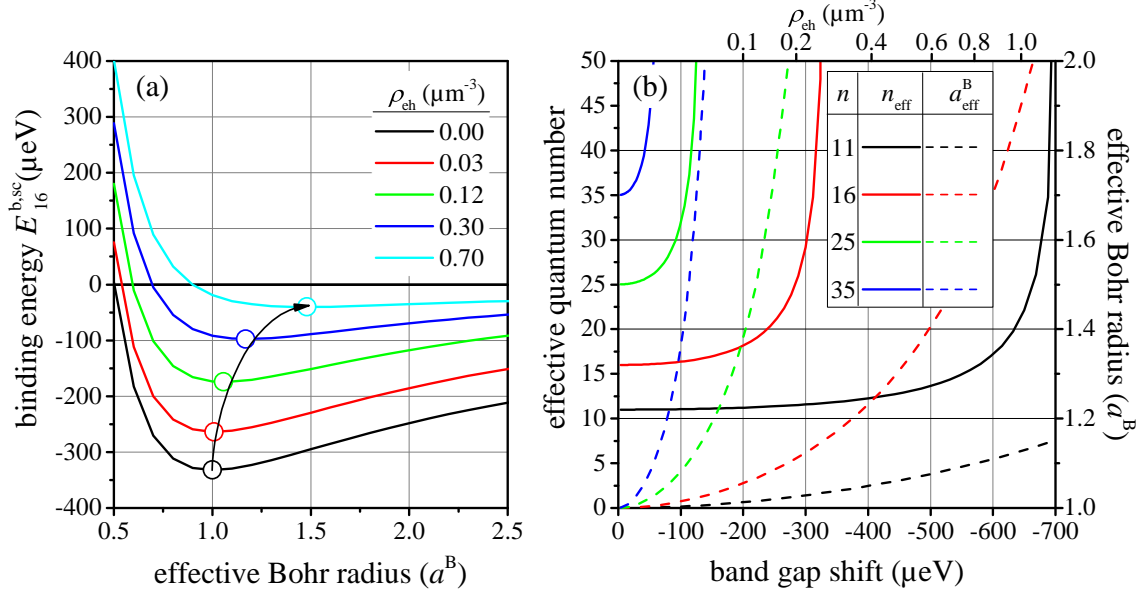 (a)
ρeh (µm-3)
0.00
0.03
0.12
0.30
0.70
400
300
200
100
0
-100
-200
-300
-400
binding energy E16b,sc(µeV)
0.5 1.0 1.5 2.0 2.5
effective Bohr radius (aB)
(b)
ρeh (µm-3)
0.1 0.2 0.4 0.6 0.8 1.0
n neff aBeff
11
16
25
35
50
45
40
35
30
25
20
15
10
5
0
effective quantum number
2.0
1.8
1.6
1.4
1.2
1.0
effective Bohr radius (aB)
0 -100 -200 -300 -400 -500 -600 -700
band gap shift (µeV)